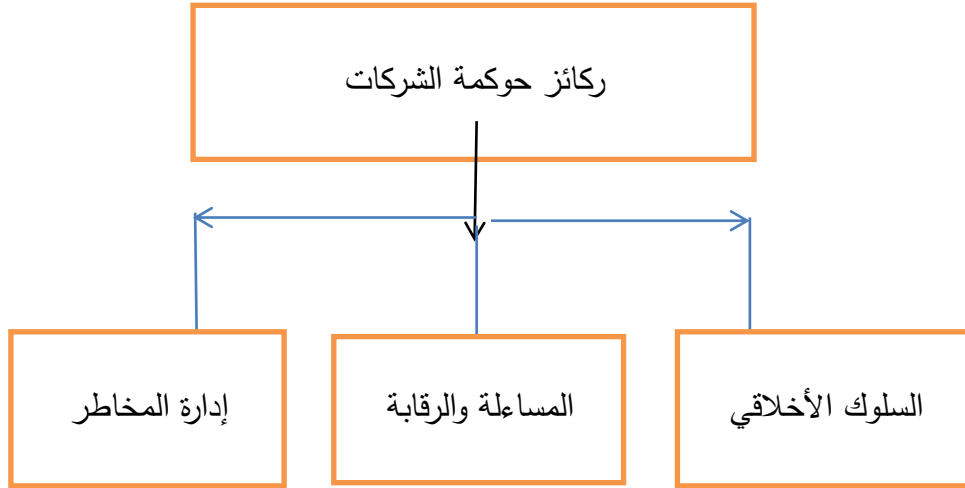 ركائز حوكمة الشركات
السلوك الأخلاقي
المساءلة والرقابة
إدارة المخاطر